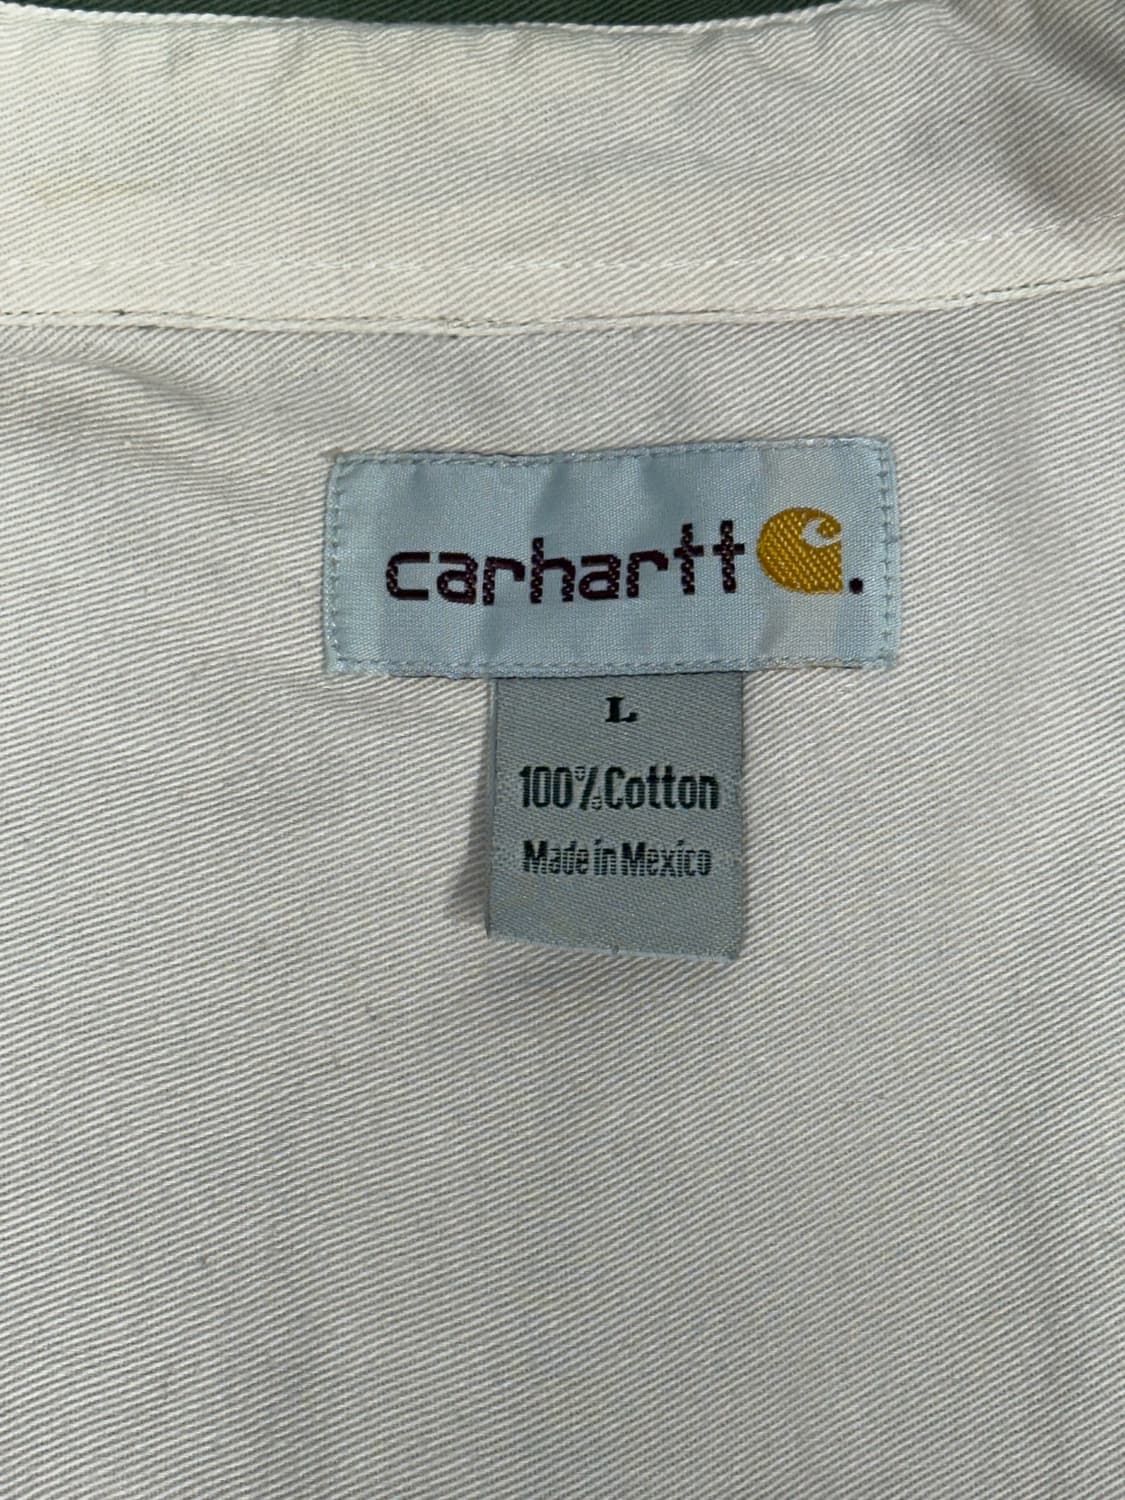 carhartt.
L
100% Cotton
Made in Mexico